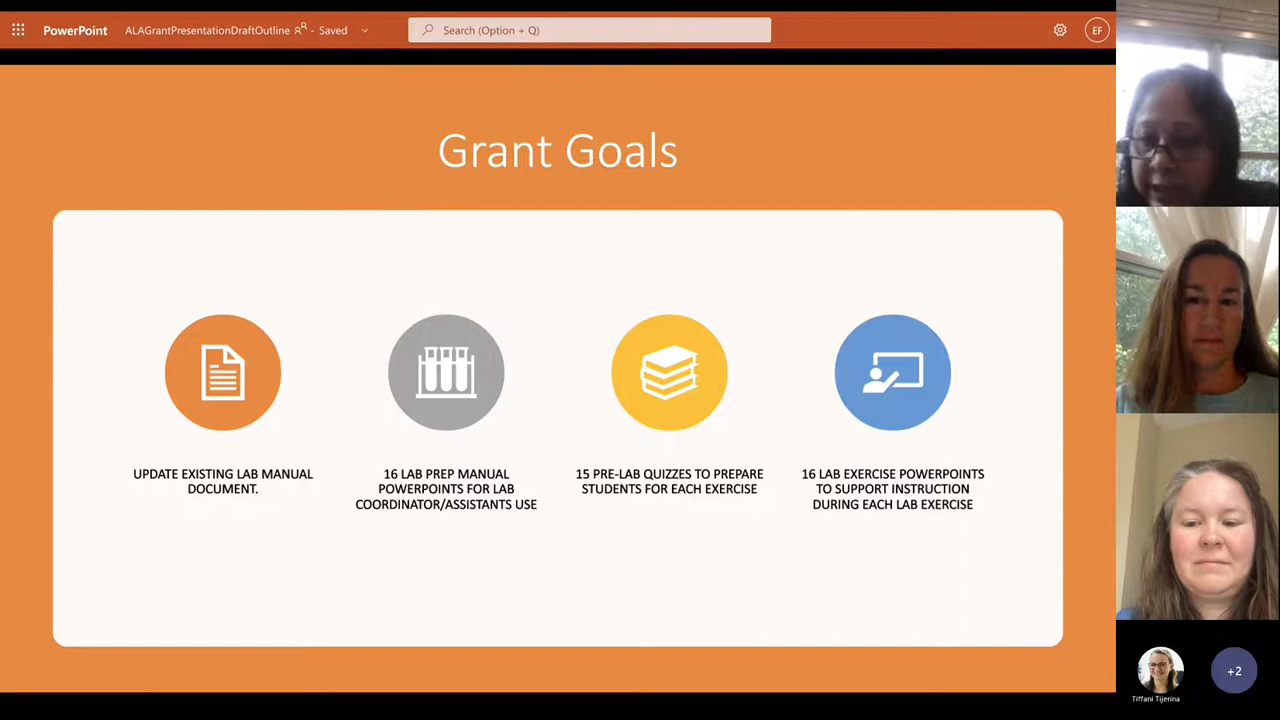 PowerPoint
ALAGrantPresentationDraftOutline - Saved
Search (Option + Q)
EF
Grant Goals
UPDATE EXISTING LAB MANUAL
DOCUMENT.
16 LAB PREP MANUAL
POWERPOINTS FOR LAB
COORDINATOR/ASSISTANTS USE
15 PRE-LAB QUIZZES TO PREPARE
STUDENTS FOR EACH EXERCISE
16 LAB EXERCISE POWERPOINTS
TO SUPPORT INSTRUCTION
DURING EACH LAB EXERCISE
Tiffani Tijerina
+2